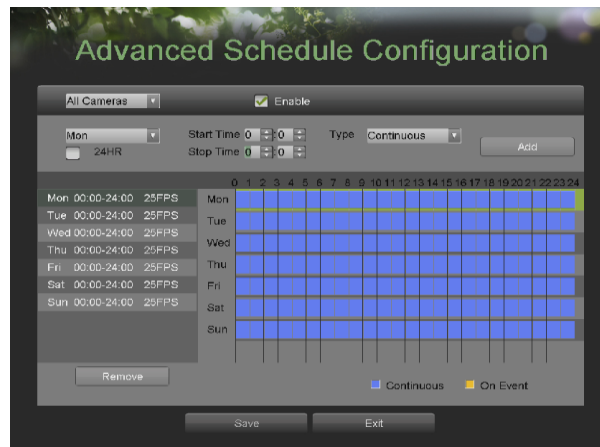 Advanced Schedule Configuration
All Cameras Enable
Mon Start Time 0 : 0 Type Continuous Add
24HR Stop Time 0 : 0
0 1 2 3 4 5 6 7 8 9 10 11 12 13 14 15 16 17 18 19 20 21 22 23 24
Mon 00:00-24:00 25FPS Mon
Tue 00:00-24:00 25FPS Tue
Wed 00:00-24:00 25FPS Wed
Thu 00:00-24:00 25FPS Thu
Fri 00:00-24:00 25FPS Fri
Sat 00:00-24:00 25FPS Sat
Sun 00:00-24:00 25FPS Sun
Remove Continuous On Event
Save Exit